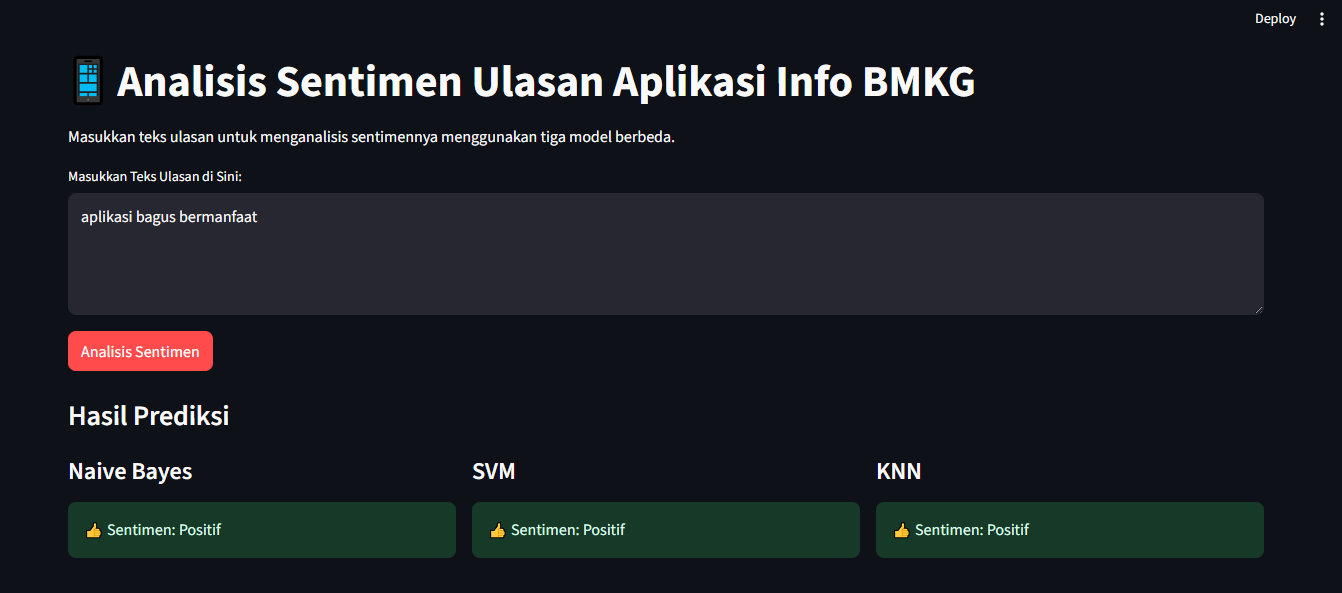 Deploy
Analisis Sentimen Ulasan Aplikasi Info BMKG
Masukkan teks ulasan untuk menganalisis sentimennya menggunakan tiga model berbeda.
Masukkan Teks Ulasan di Sini:
aplikasi bagus bermanfaat
Analisis Sentimen
Hasil Prediksi
Naive Bayes
SVM
KNN
👍 Sentimen: Positif
👍 Sentimen: Positif
👍 Sentimen: Positif